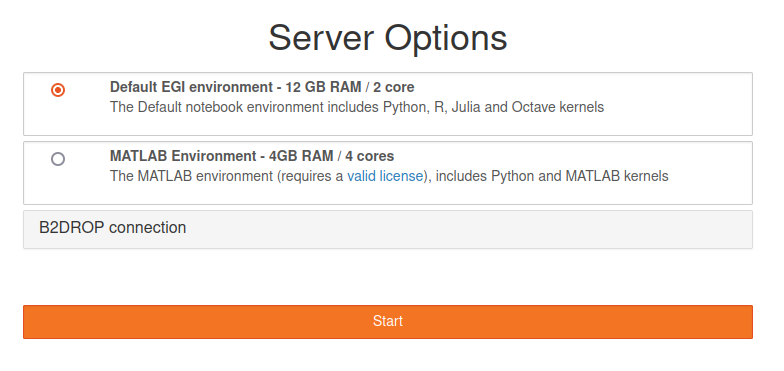 Server Options
Default EGI environment - 12 GB RAM / 2 core
The Default notebook environment includes Python, R, Julia and Octave kernels
MATLAB Environment - 4GB RAM / 4 cores
The MATLAB environment (requires a valid license), includes Python and MATLAB kernels
B2DROP connection
Start